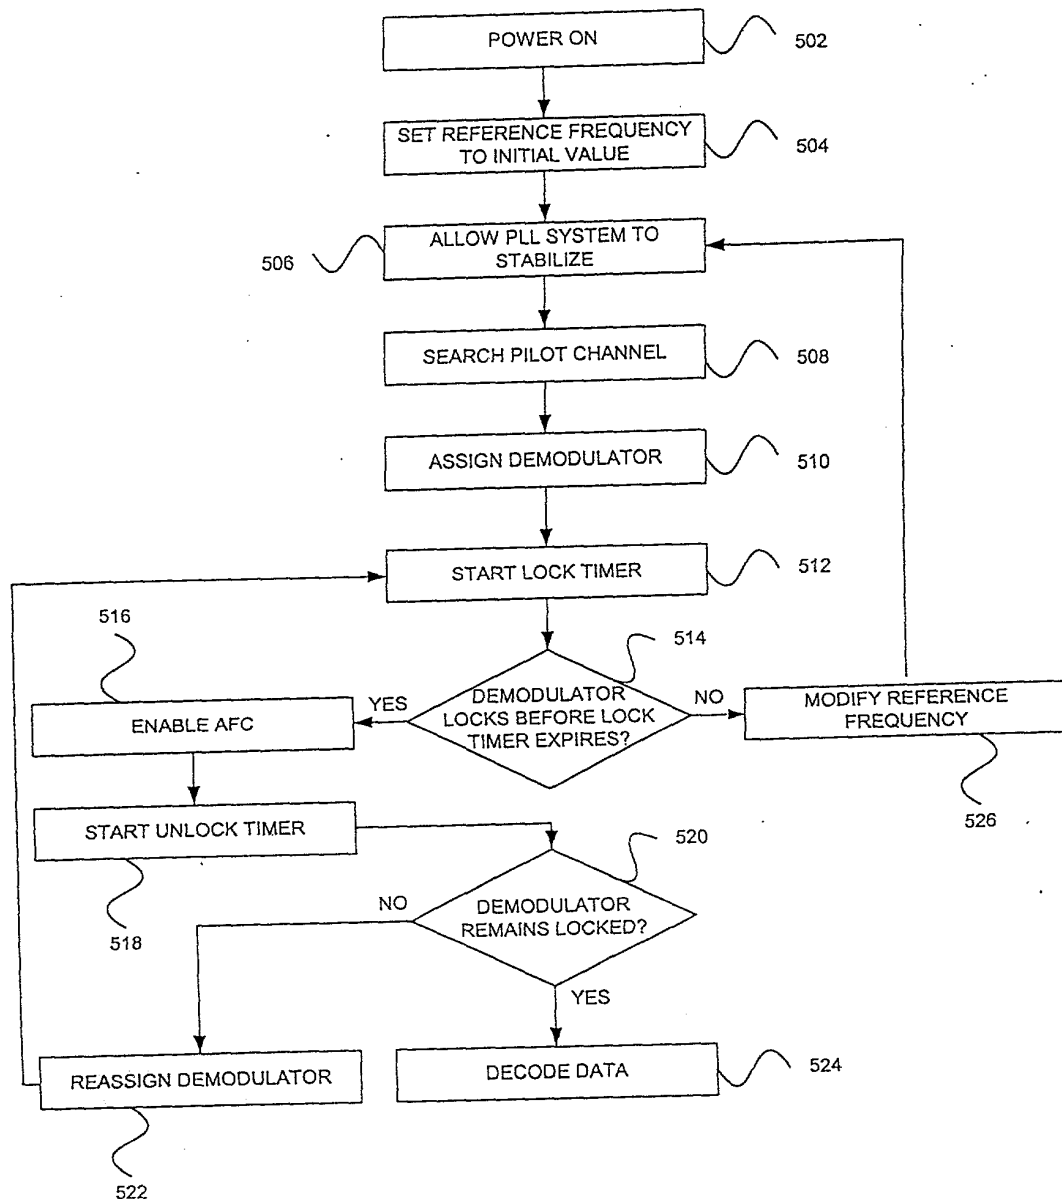 POWER ON
502
SET REFERENCE FREQUENCY
TO INITIAL VALUE
504
ALLOW PLL SYSTEM TO
STABILIZE
506
SEARCH PILOT CHANNEL
508
ASSIGN DEMODULATOR
510
START LOCK TIMER
512
516
514
DEMODULATOR
LOCKS BEFORE LOCK
TIMER EXPIRES?
YES
NO
ENABLE AFC
MODIFY REFERENCE
FREQUENCY
526
START UNLOCK TIMER
518
520
DEMODULATOR
REMAINS LOCKED?
NO
YES
REASSIGN DEMODULATOR
522
DECODE DATA
524